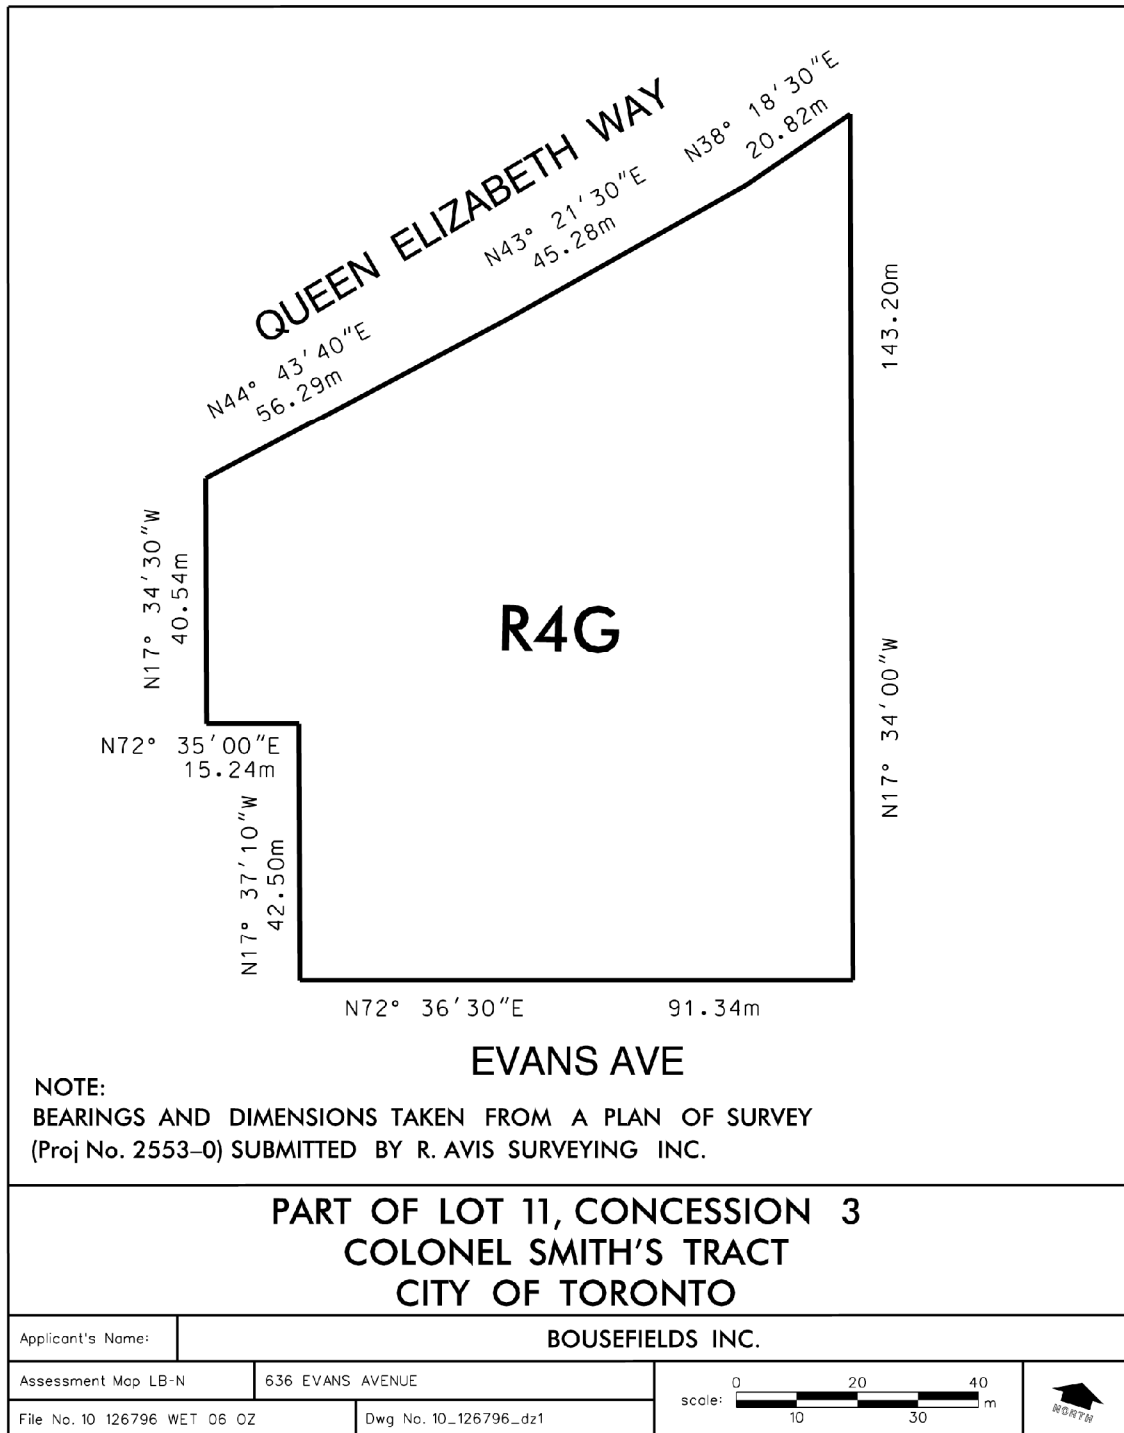 QUEEN ELIZABETH WAY
N38° 18'30"E
20.82m
N43° 21'30"E
45.28m
N44° 43'40"E
56.29m
143.20m
N17° 34'30"W
40.54m
R4G
N17° 34'00"W
N72° 35'00"E
15.24m
N17° 37'10"W
42.50m
N72° 36'30"E 91.34m
EVANS AVE
NOTE:
BEARINGS AND DIMENSIONS TAKEN FROM A PLAN OF SURVEY
(Proj No. 2553-0) SUBMITTED BY R. AVIS SURVEYING INC.
PART OF LOT 11, CONCESSION 3
COLONEL SMITH'S TRACT
CITY OF TORONTO
Applicant's Name: BOUSEFIELDS INC.
Assessment Map LB-N 636 EVANS AVENUE
File No. 10 126796 WET 06 OZ Dwg No. 10_126796_dz1
0 20 40
scale: m
10 30
NORTH